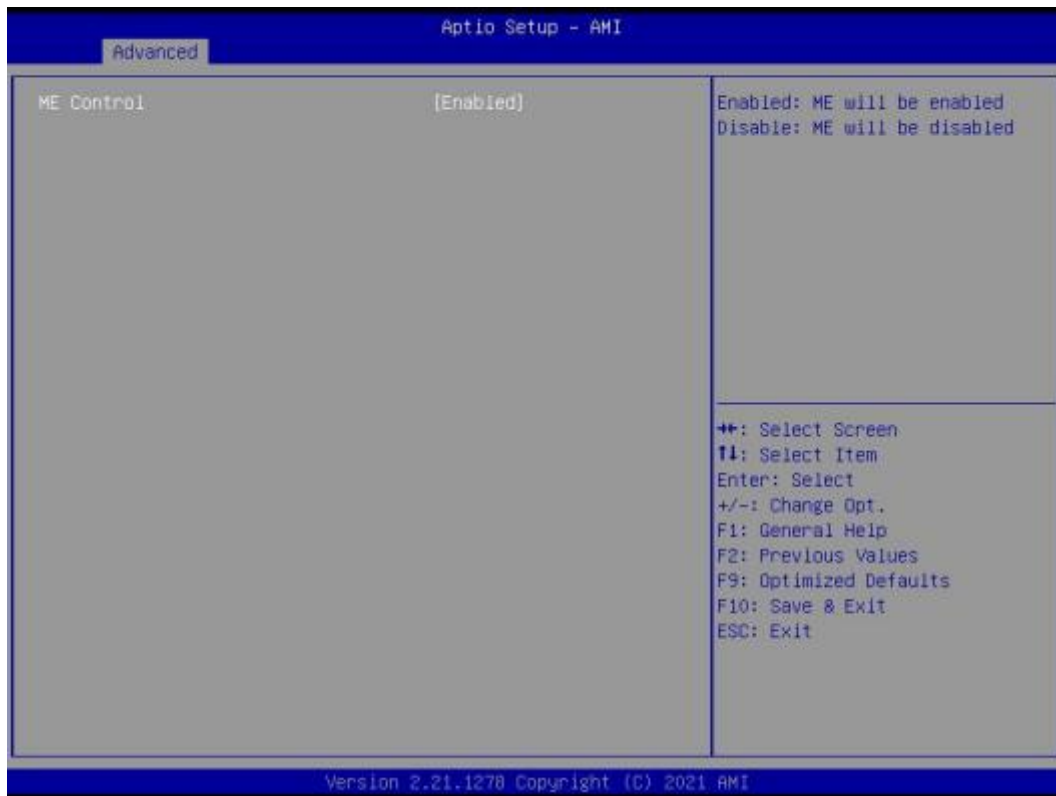 Aptio Setup - AMI
Advanced
ME Control [Enabled]
Enabled: ME will be enabled
Disable: ME will be disabled
→←: Select Screen
↑↓: Select Item
Enter: Select
+/-: Change Opt.
F1: General Help
F2: Previous Values
F9: Optimized Defaults
F10: Save & Exit
ESC: Exit
Version 2.21.1278 Copyright (C) 2021 AMI